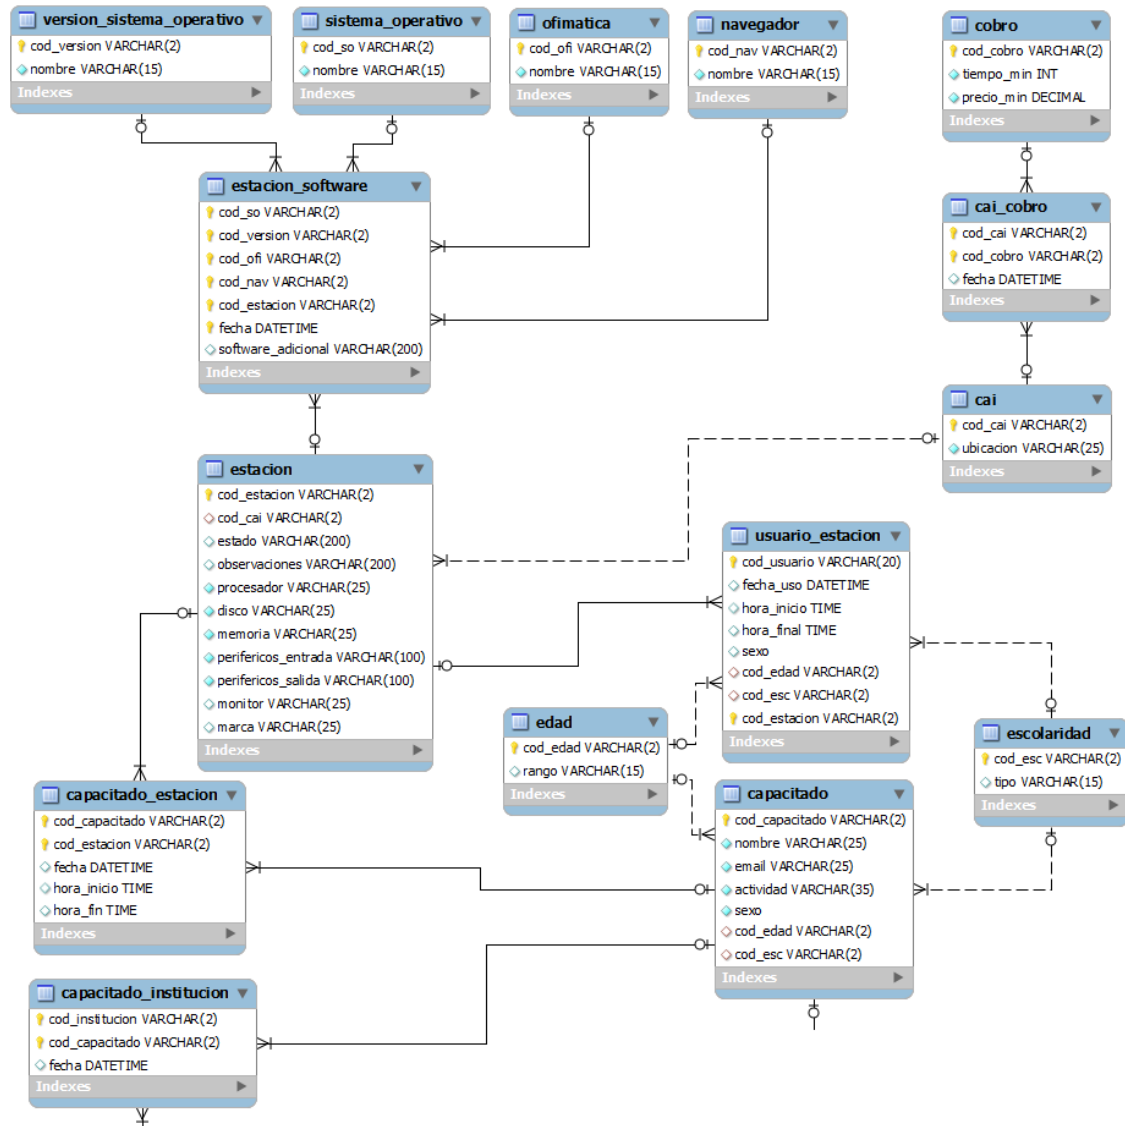 version_sistema_operativo
cod_version VARCHAR(2)
nombre VARCHAR(15)
Indexes
sistema_operativo
cod_so VARCHAR(2)
nombre VARCHAR(15)
Indexes
ofimatica
cod_ofi VARCHAR(2)
nombre VARCHAR(15)
Indexes
navegador
cod_nav VARCHAR(2)
nombre VARCHAR(15)
Indexes
cobro
cod_cobro VARCHAR(2)
tiempo_min INT
precio_min DECIMAL
Indexes
estacion_software
cod_so VARCHAR(2)
cod_version VARCHAR(2)
cod_ofi VARCHAR(2)
cod_nav VARCHAR(2)
cod_estacion VARCHAR(2)
fecha DATETIME
software_adicional VARCHAR(200)
Indexes
cai_cobro
cod_cai VARCHAR(2)
cod_cobro VARCHAR(2)
fecha DATETIME
Indexes
cai
cod_cai VARCHAR(2)
ubicacion VARCHAR(25)
Indexes
estacion
cod_estacion VARCHAR(2)
cod_cai VARCHAR(2)
estado VARCHAR(200)
observaciones VARCHAR(200)
procesador VARCHAR(25)
disco VARCHAR(25)
memoria VARCHAR(25)
perifericos_entrada VARCHAR(100)
perifericos_salida VARCHAR(100)
monitor VARCHAR(25)
marca VARCHAR(25)
Indexes
usuario_estacion
cod_usuario VARCHAR(20)
fecha_uso DATETIME
hora_inicio TIME
hora_final TIME
sexo
cod_edad VARCHAR(2)
cod_esc VARCHAR(2)
cod_estacion VARCHAR(2)
Indexes
edad
cod_edad VARCHAR(2)
rango VARCHAR(15)
Indexes
escolaridad
cod_esc VARCHAR(2)
tipo VARCHAR(15)
Indexes
capacitado_estacion
cod_capacitado VARCHAR(2)
cod_estacion VARCHAR(2)
fecha DATETIME
hora_inicio TIME
hora_fin TIME
Indexes
capacitado
cod_capacitado VARCHAR(2)
nombre VARCHAR(25)
email VARCHAR(25)
actividad VARCHAR(35)
sexo
cod_edad VARCHAR(2)
cod_esc VARCHAR(2)
Indexes
capacitado_institucion
cod_institucion VARCHAR(2)
cod_capacitado VARCHAR(2)
fecha DATETIME
Indexes